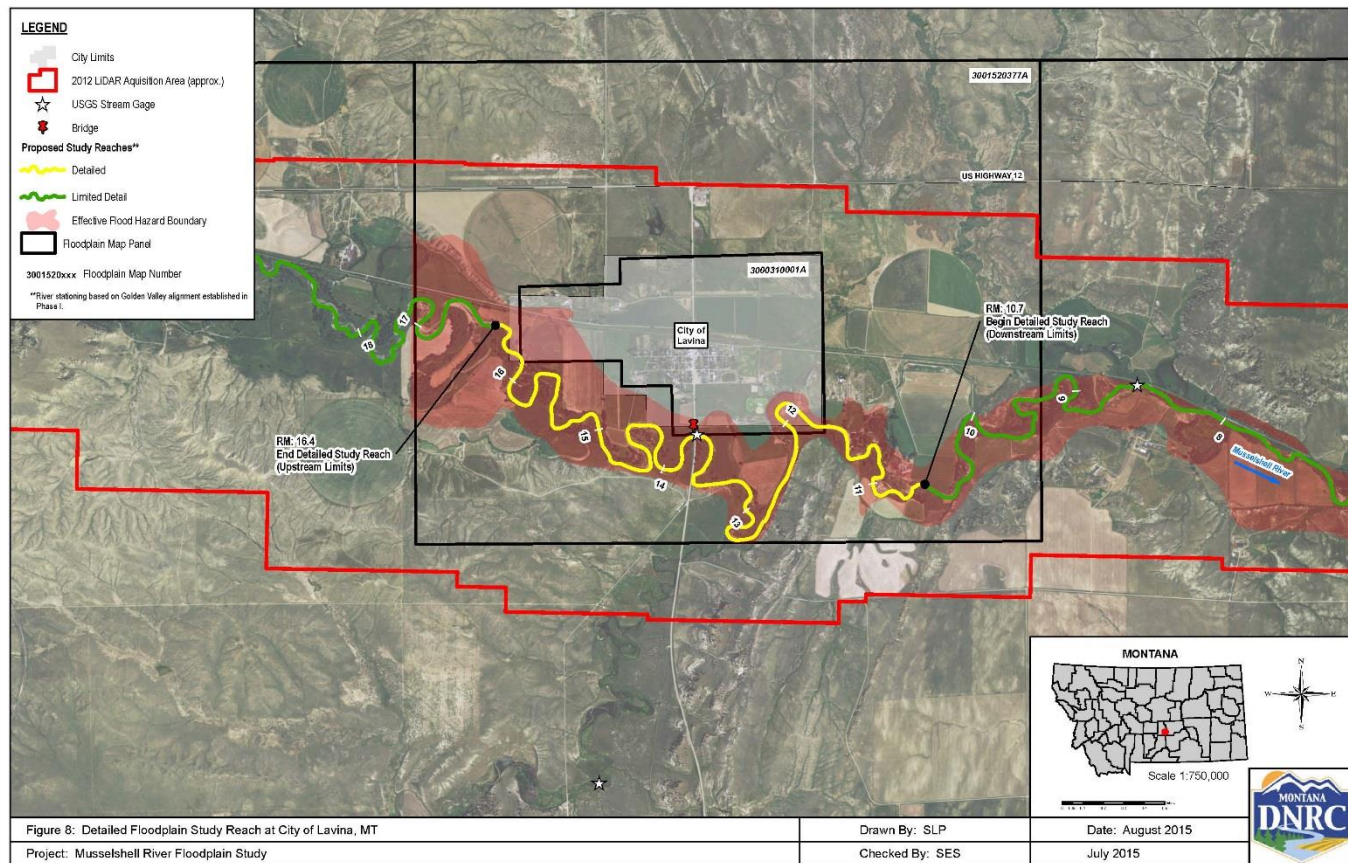 LEGEND
City Limits
2012 LiDAR Aquisition Area (approx.)
USGS Stream Gage
Bridge
Proposed Study Reaches**
Detailed
Limited Detail
Effective Flood Hazard Boundary
Floodplain Map Panel
3001520xxx Floodplain Map Number
**River stationing based on Golden Valley alignment established in
Phase I.
3001520377A
US HIGHWAY 12
3000310001A
City of
Lavina
RM: 10.7
Begin Detailed Study Reach
(Downstream Limits)
RM: 16.4
End Detailed Study Reach
(Upstream Limits)
18
17
16
15
14
13
12
11
10
9
8
Musselshell River
MONTANA
N
W
E
S
Scale 1:750,000
MONTANA
DNRC
Figure 8: Detailed Floodplain Study Reach at City of Lavina, MT
Drawn By: SLP
Date: August 2015
Project: Musselshell River Floodplain Study
Checked By: SES
July 2015